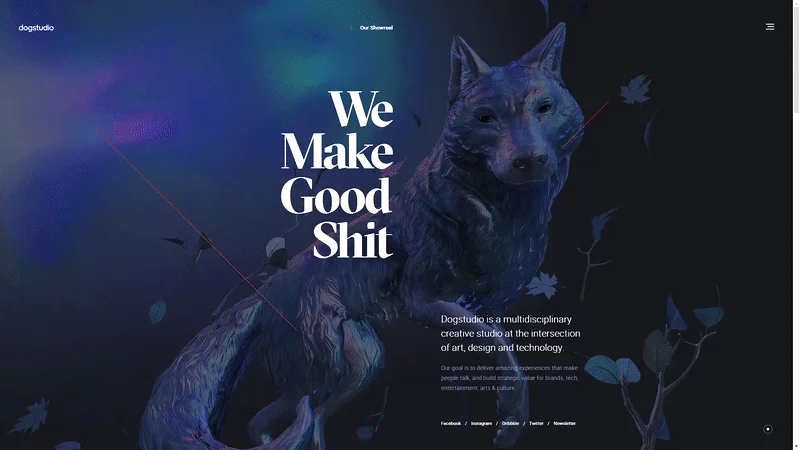 dogstudio
Our Showreel
We
Make
Good
Shit
Dogstudio is a multidisciplinary
creative studio at the intersection
of art, design and technology.
Our goal is to deliver amazing experiences that make
people talk, and build strategic value for brands, tech,
entertainment, arts & culture.
Facebook / Instagram / Dribbble / Twitter / Newsletter